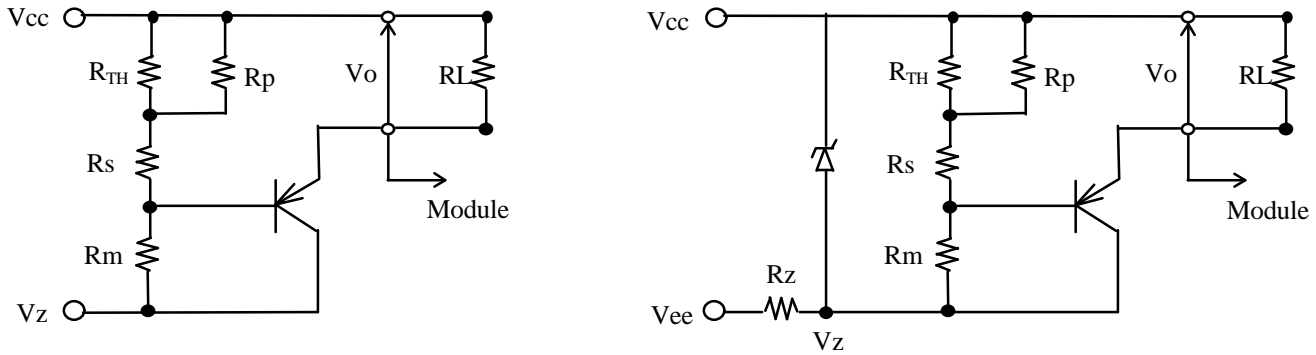 Vcc
RTH
Rp
Vo
RL
Rs
Module
Rm
Vz
Vcc
RTH
Rp
Vo
RL
Rs
Module
Rm
Rz
Vee
Vz